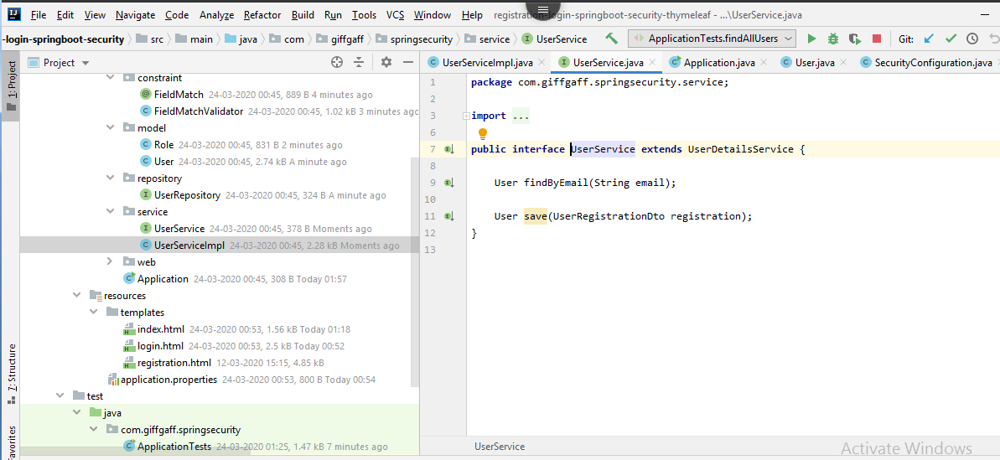 File Edit View Navigate Code Analyze Refactor Build Run Tools VCS Window Help registration-login-springboot-security-thymeleaf - ...\UserService.java
-login-springboot-security src main java com giffgaff springsecurity service UserService ApplicationTests.findAllUsers Git:
Project UserServiceImpl.java UserService.java Application.java User.java SecurityConfiguration.java
1: Project
Z: Structure
Favorites
constraint
FieldMatch 24-03-2020 00:45, 889 B 4 minutes ago
FieldMatchValidator 24-03-2020 00:45, 1.02 kB 3 minutes ago
model
Role 24-03-2020 00:45, 831 B 2 minutes ago
User 24-03-2020 00:45, 2.74 kB A minute ago
repository
UserRepository 24-03-2020 00:45, 324 B A minute ago
service
UserService 24-03-2020 00:45, 378 B Moments ago
UserServiceImpl 24-03-2020 00:45, 2.28 kB Moments ago
web
Application 24-03-2020 00:45, 308 B Today 01:57
resources
templates
index.html 24-03-2020 00:53, 1.56 kB Today 01:18
login.html 24-03-2020 00:53, 2.5 kB Today 00:52
registration.html 12-03-2020 15:15, 4.85 kB
application.properties 24-03-2020 00:53, 800 B Today 00:54
test
java
com.giffgaff.springsecurity
ApplicationTests 24-03-2020 01:25, 1.47 kB 7 minutes ago
1 package com.giffgaff.springsecurity.service;
2
3 import ...
6
7 public interface UserService extends UserDetailsService {
8
9 User findByEmail(String email);
10
11 User save(UserRegistrationDto registration);
12 }
13
UserService
Activate Windows